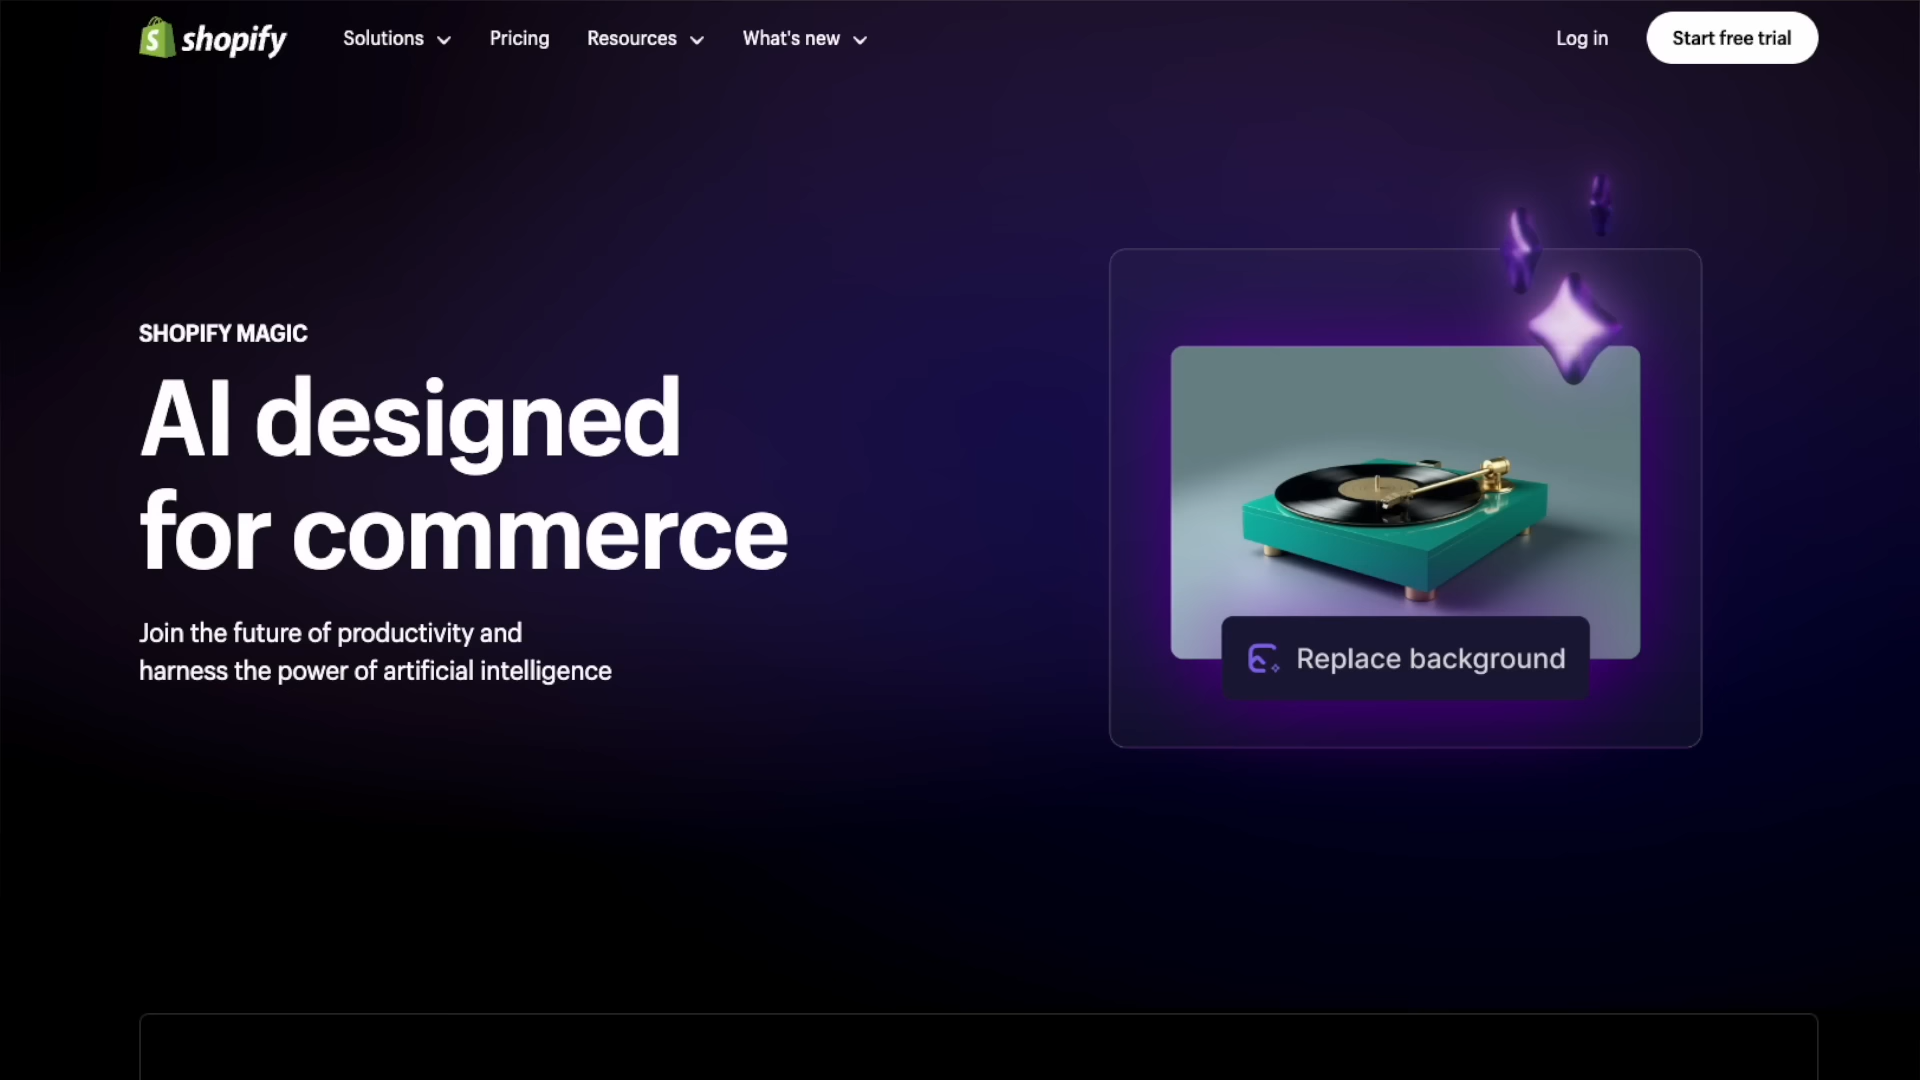 shopify
Solutions
Pricing
Resources
What's new
Log in
Start free trial
SHOPIFY MAGIC
AI designed
for commerce
Join the future of productivity and
harness the power of artificial intelligence
Replace background